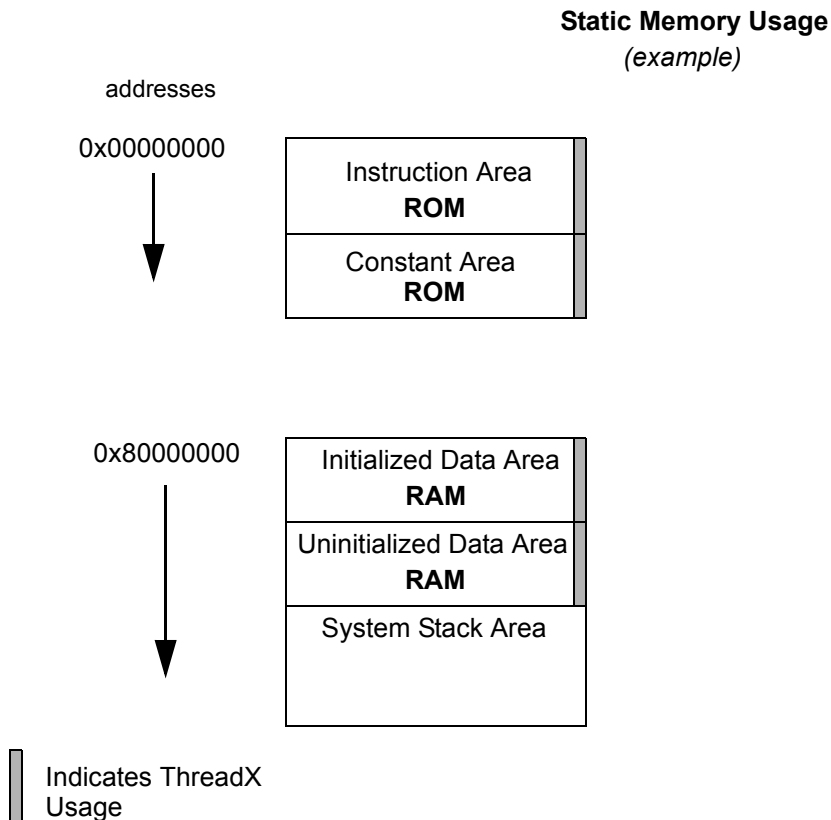 Static Memory Usage
(example)
addresses
0x00000000
Instruction Area
ROM
Constant Area
ROM
0x80000000
Initialized Data Area
RAM
Uninitialized Data Area
RAM
System Stack Area
Indicates ThreadX
Usage